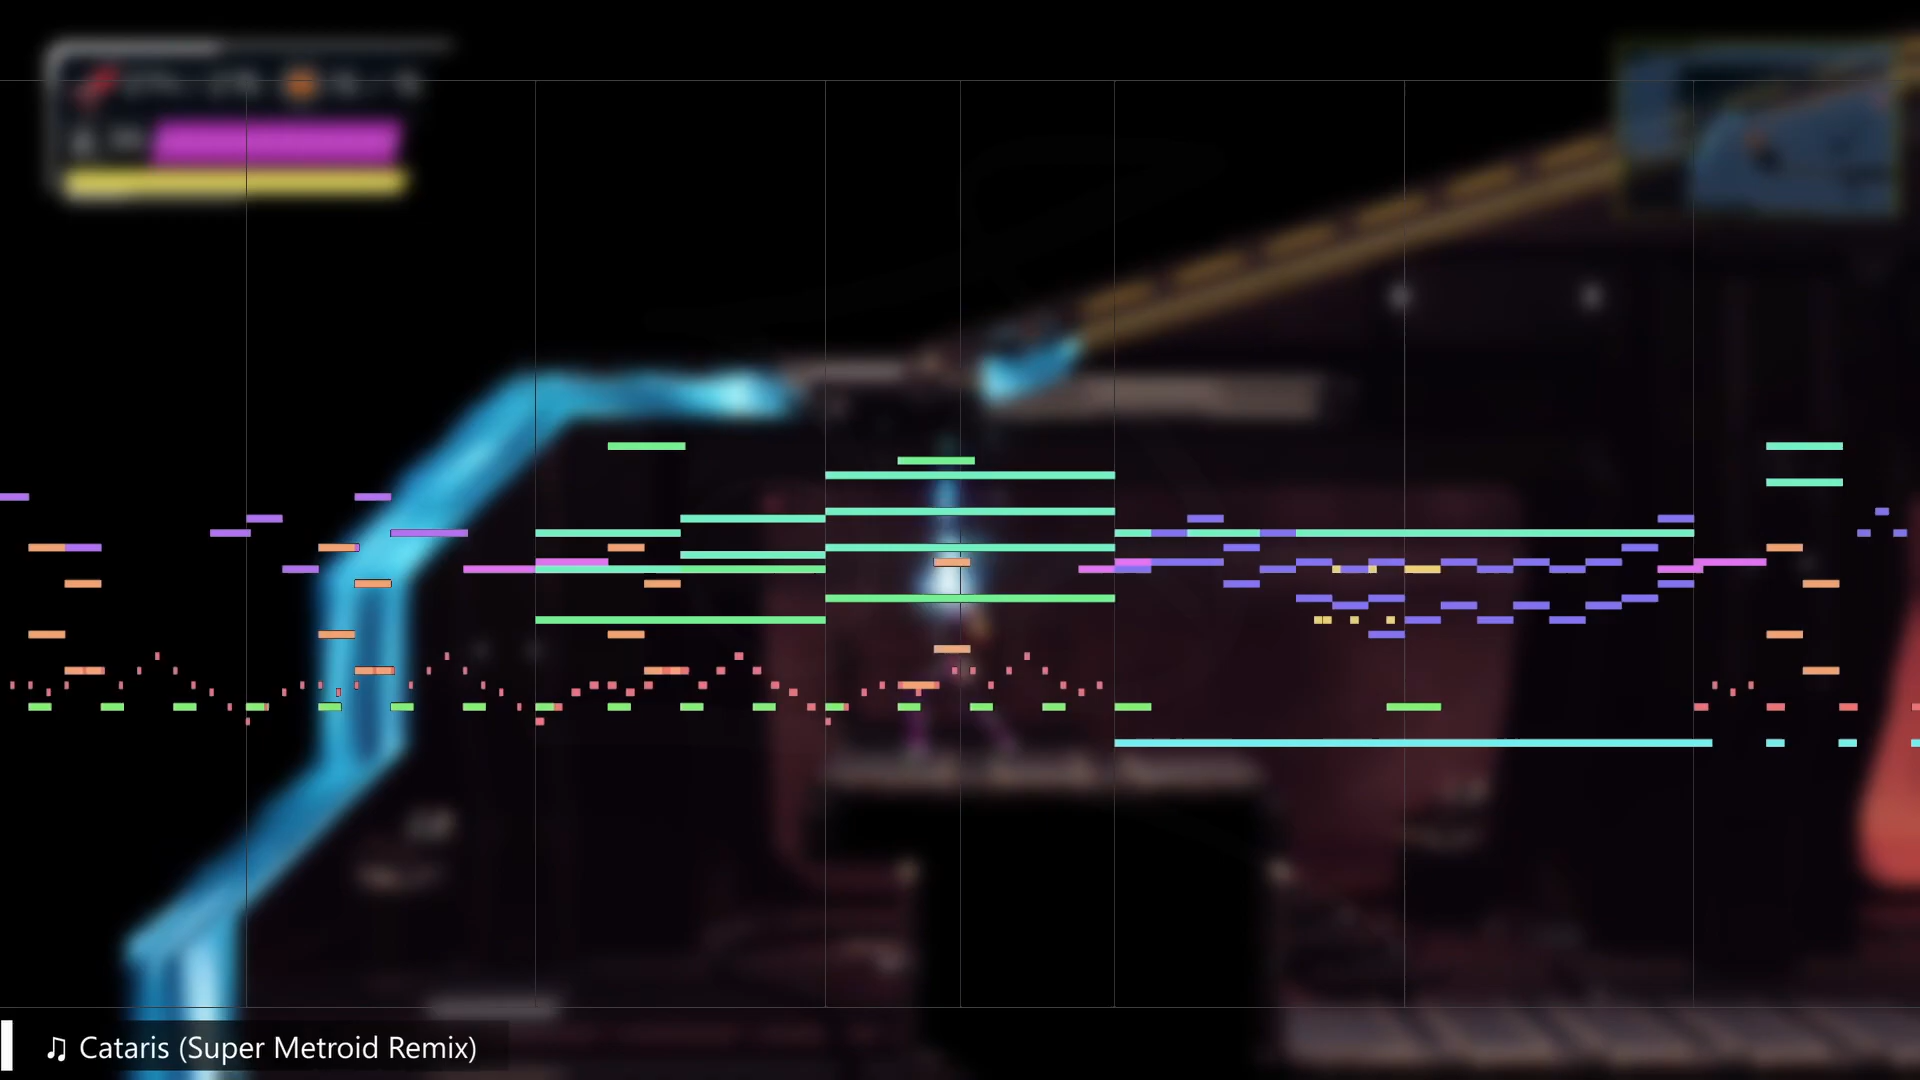 ♫ Cataris (Super Metroid Remix)